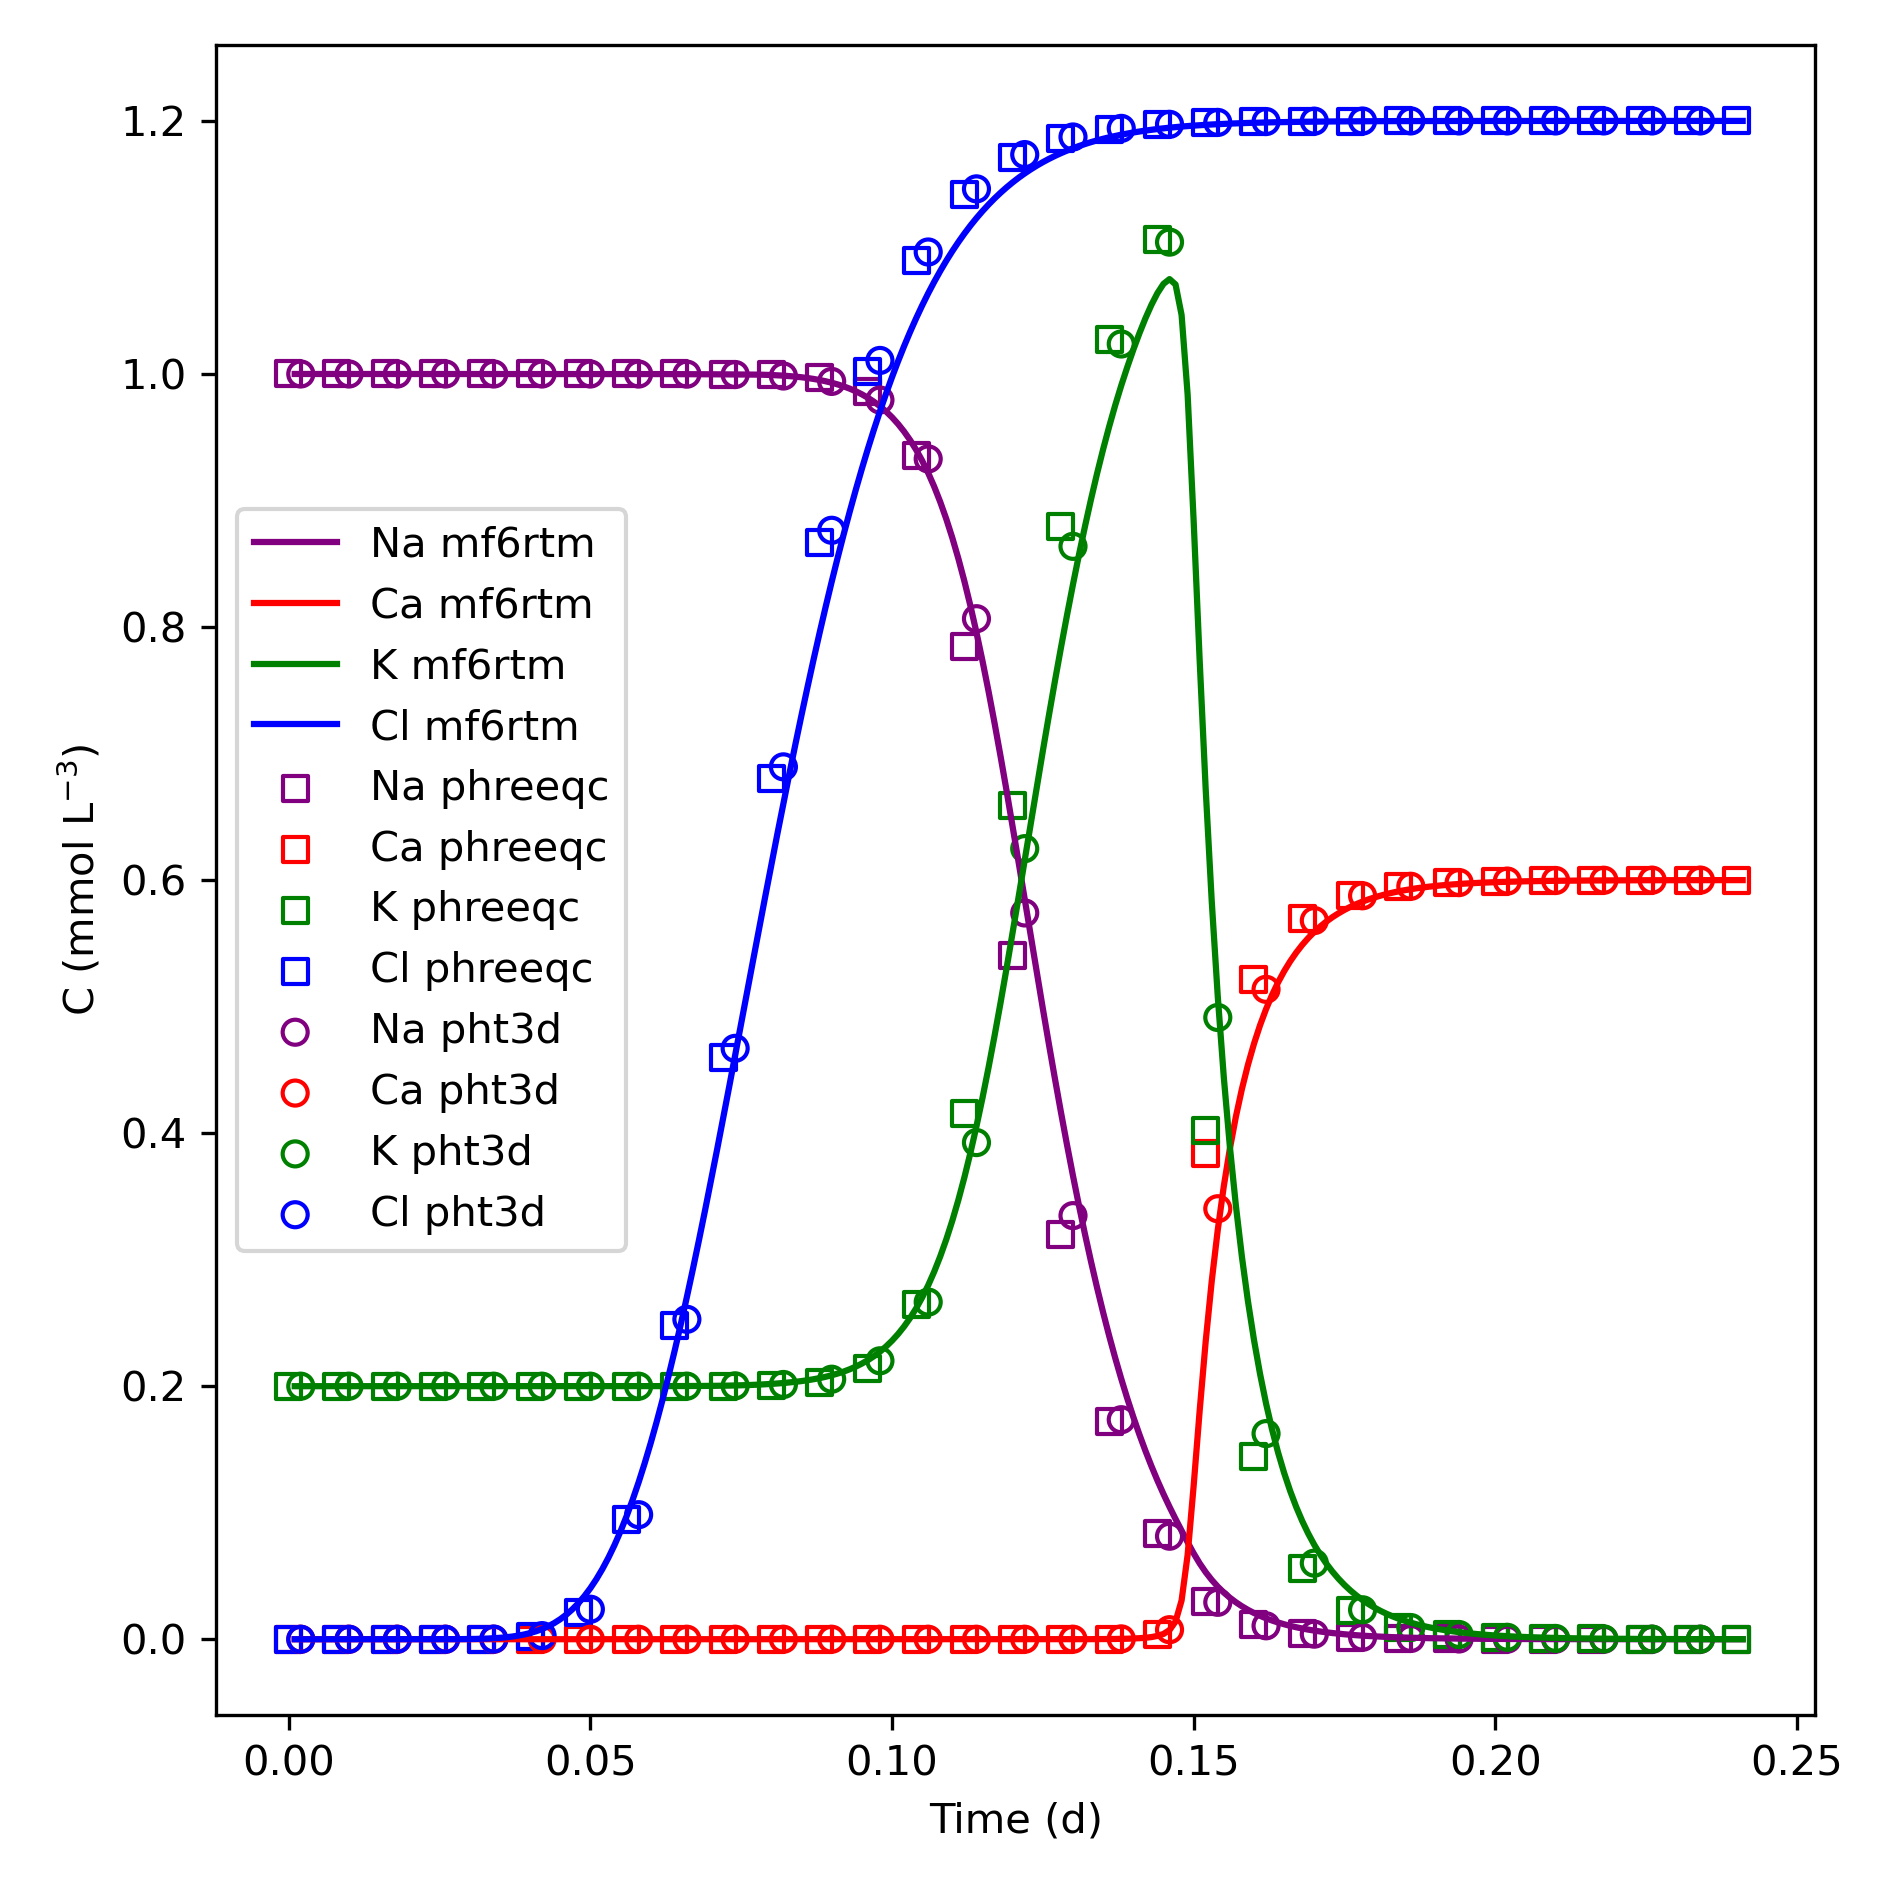 1.2
1.0
0.8
0.6
0.4
0.2
0.0
C (mmol L⁻³)
Na mf6rtm
Ca mf6rtm
K mf6rtm
Cl mf6rtm
Na phreeqc
Ca phreeqc
K phreeqc
Cl phreeqc
Na pht3d
Ca pht3d
K pht3d
Cl pht3d
0.00 0.05 0.10 0.15 0.20 0.25
Time (d)